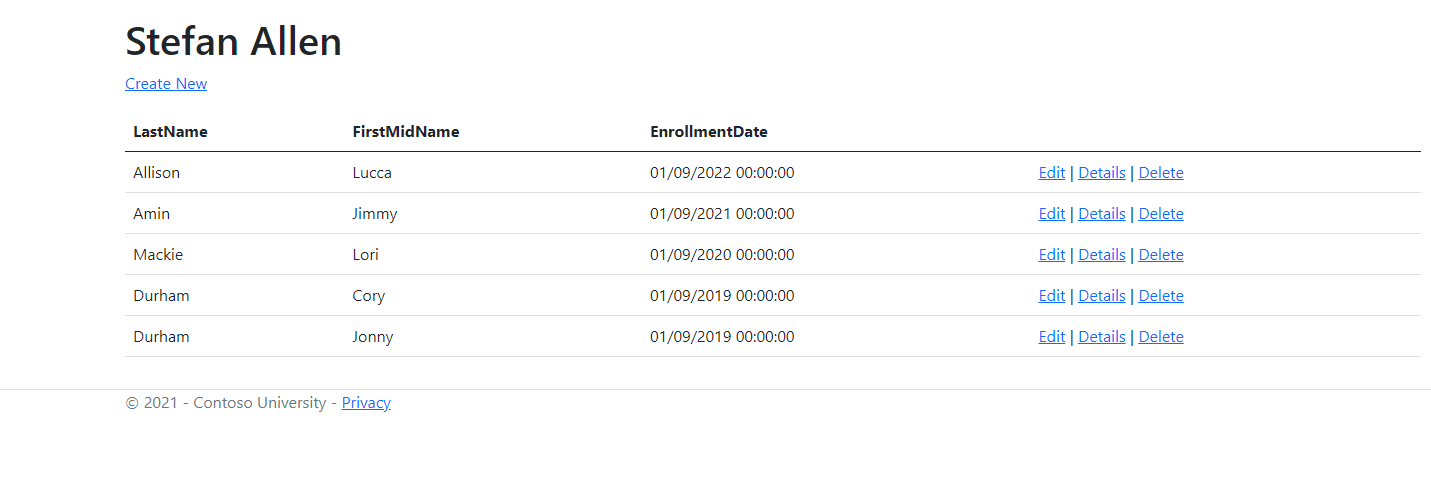 Stefan Allen
Create New
LastName FirstMidName EnrollmentDate
Allison Lucca 01/09/2022 00:00:00 Edit | Details | Delete
Amin Jimmy 01/09/2021 00:00:00 Edit | Details | Delete
Mackie Lori 01/09/2020 00:00:00 Edit | Details | Delete
Durham Cory 01/09/2019 00:00:00 Edit | Details | Delete
Durham Jonny 01/09/2019 00:00:00 Edit | Details | Delete
© 2021 - Contoso University - Privacy